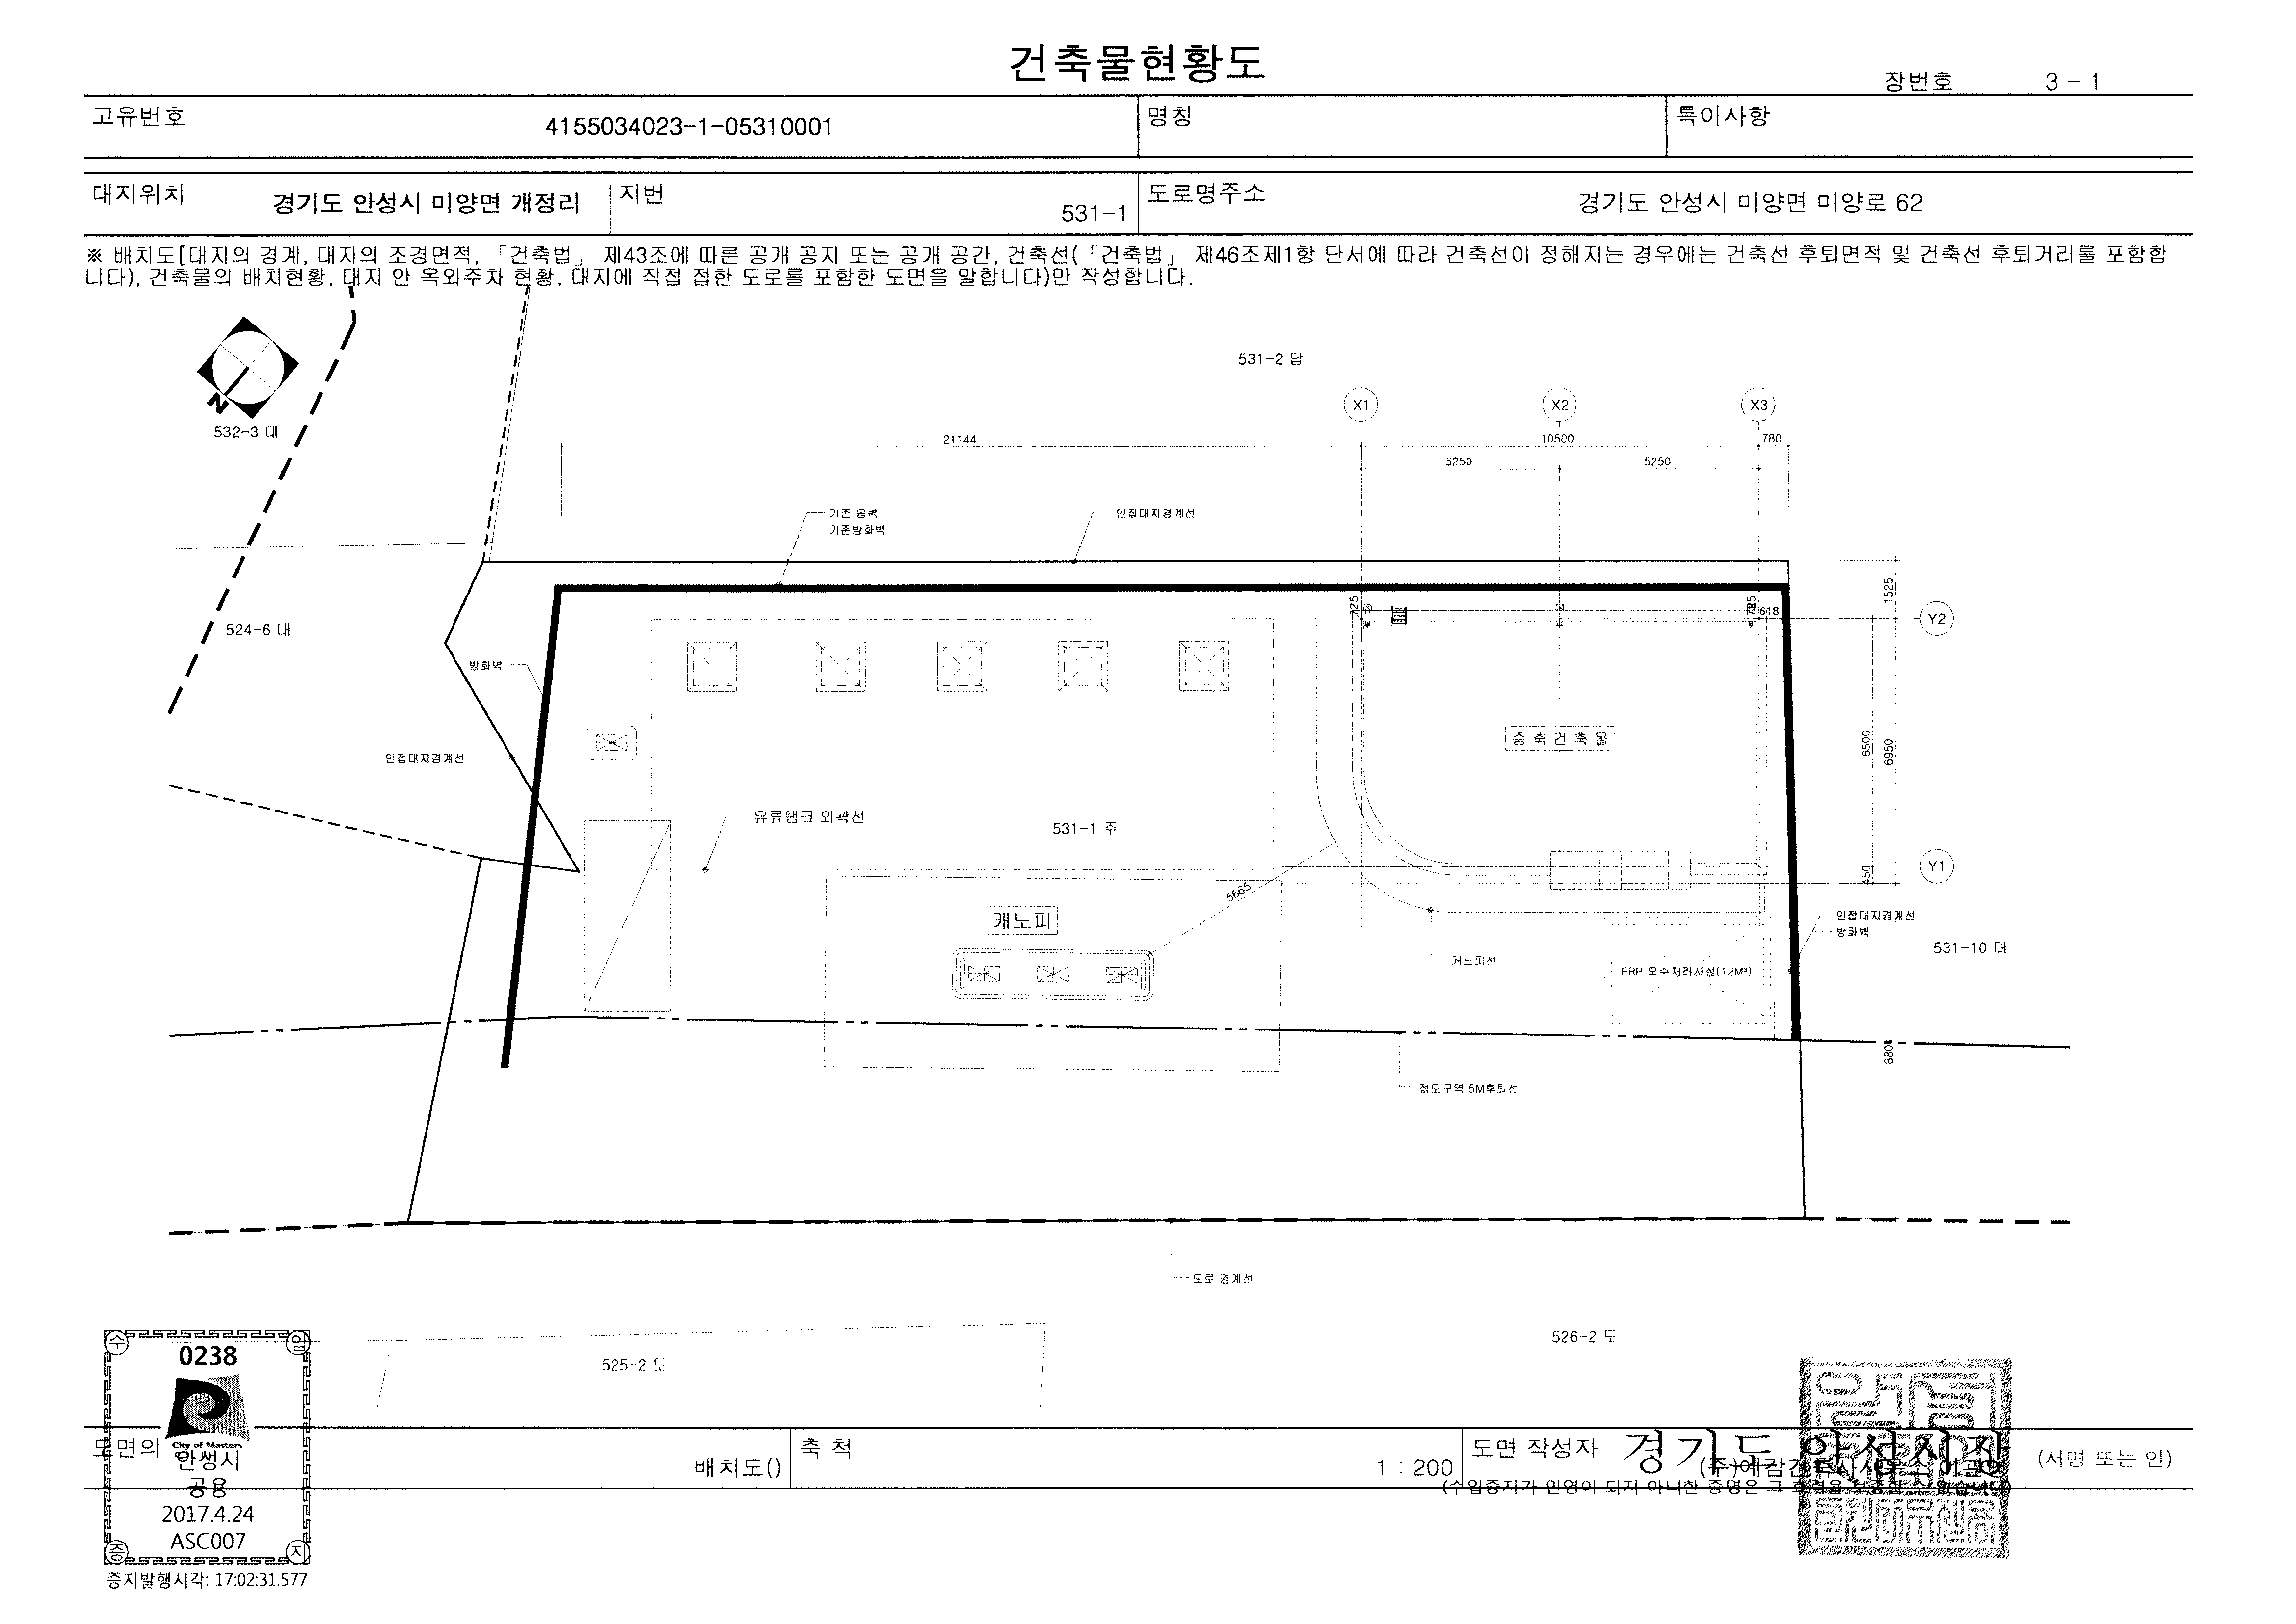 건축물현황도
장번호 3 - 1
고유번호 4155034023-1-05310001 명칭 특이사항
대지위치 경기도 안성시 미양면 개정리 지번 531-1 도로명주소 경기도 안성시 미양면 미양로 62
※ 배치도[대지의 경계, 대지의 조경면적, 「건축법」 제43조에 따른 공개 공지 또는 공개 공간, 건축선(「건축법」 제46조제1항 단서에 따라 건축선이 정해지는 경우에는 건축선 후퇴면적 및 건축선 후퇴거리를 포함합
니다), 건축물의 배치현황, 대지 안 옥외주차 현황, 대지에 직접 접한 도로를 포함한 도면을 말합니다)만 작성합니다.
N
532-3 대
531-2 답
X1 X2 X3
21144 10500 780
5250 5250
기존 옹벽
기존방화벽
인접대지경계선
1525
725 725 618
Y2
524-6 대
방화벽
증축건축물
6500 6950
인접대지경계선
유류탱크 외곽선
531-1 주
Y1
450
5665
캐노피
인접대지경계선
방화벽
531-10 대
캐노피선
FRP 오수처리시설(12M³)
접도구역 5M후퇴선
도로 경계선
525-2 도
526-2 도
수 입
0238
City of Masters
안성시
공용
2017.4.24
ASC007
증 지
증지발행시각: 17:02:31.577
도면의
배치도()
축 척 1 : 200
도면 작성자
경기도 안성시장
(서명 또는 인)
(수입증지가 인영이 되지 아니한 증명은 그 효력을 보증할 수 없습니다)